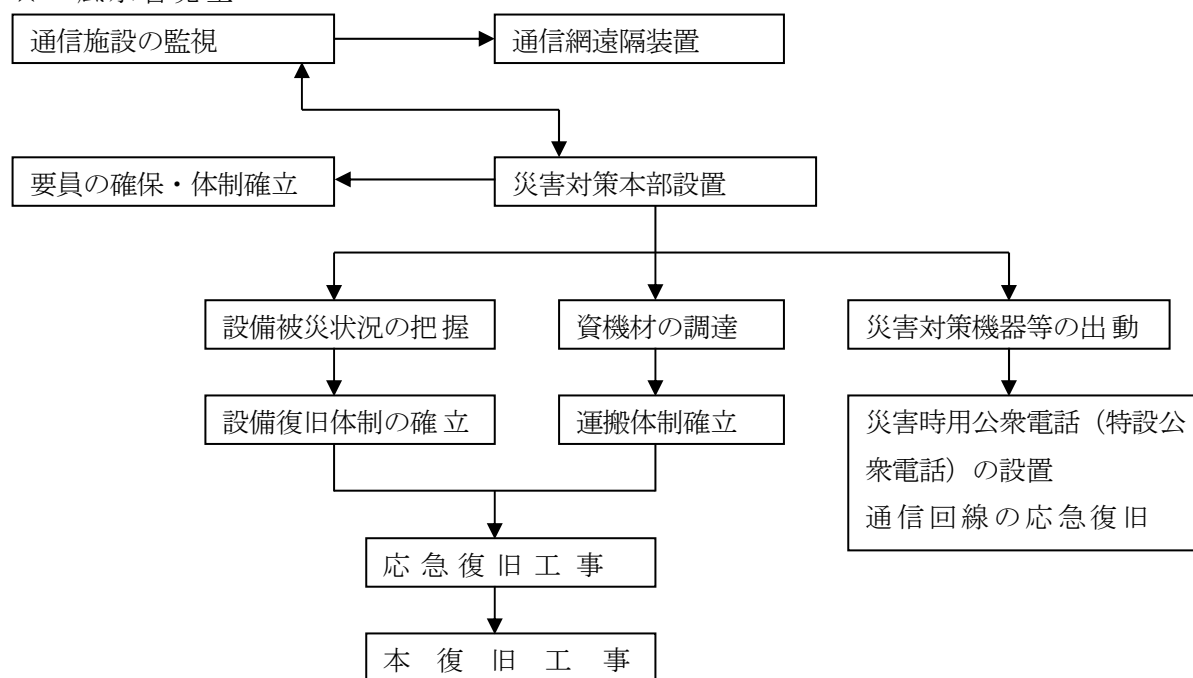 通信施設の監視
通信網遠隔装置
要員の確保・体制確立
災害対策本部設置
設備被災状況の把握
資機材の調達
災害対策機器等の出動
設備復旧体制の確立
運搬体制確立
災害時用公衆電話（特設公
衆電話）の設置
通信回線の応急復旧
応急復旧工事
本復旧工事